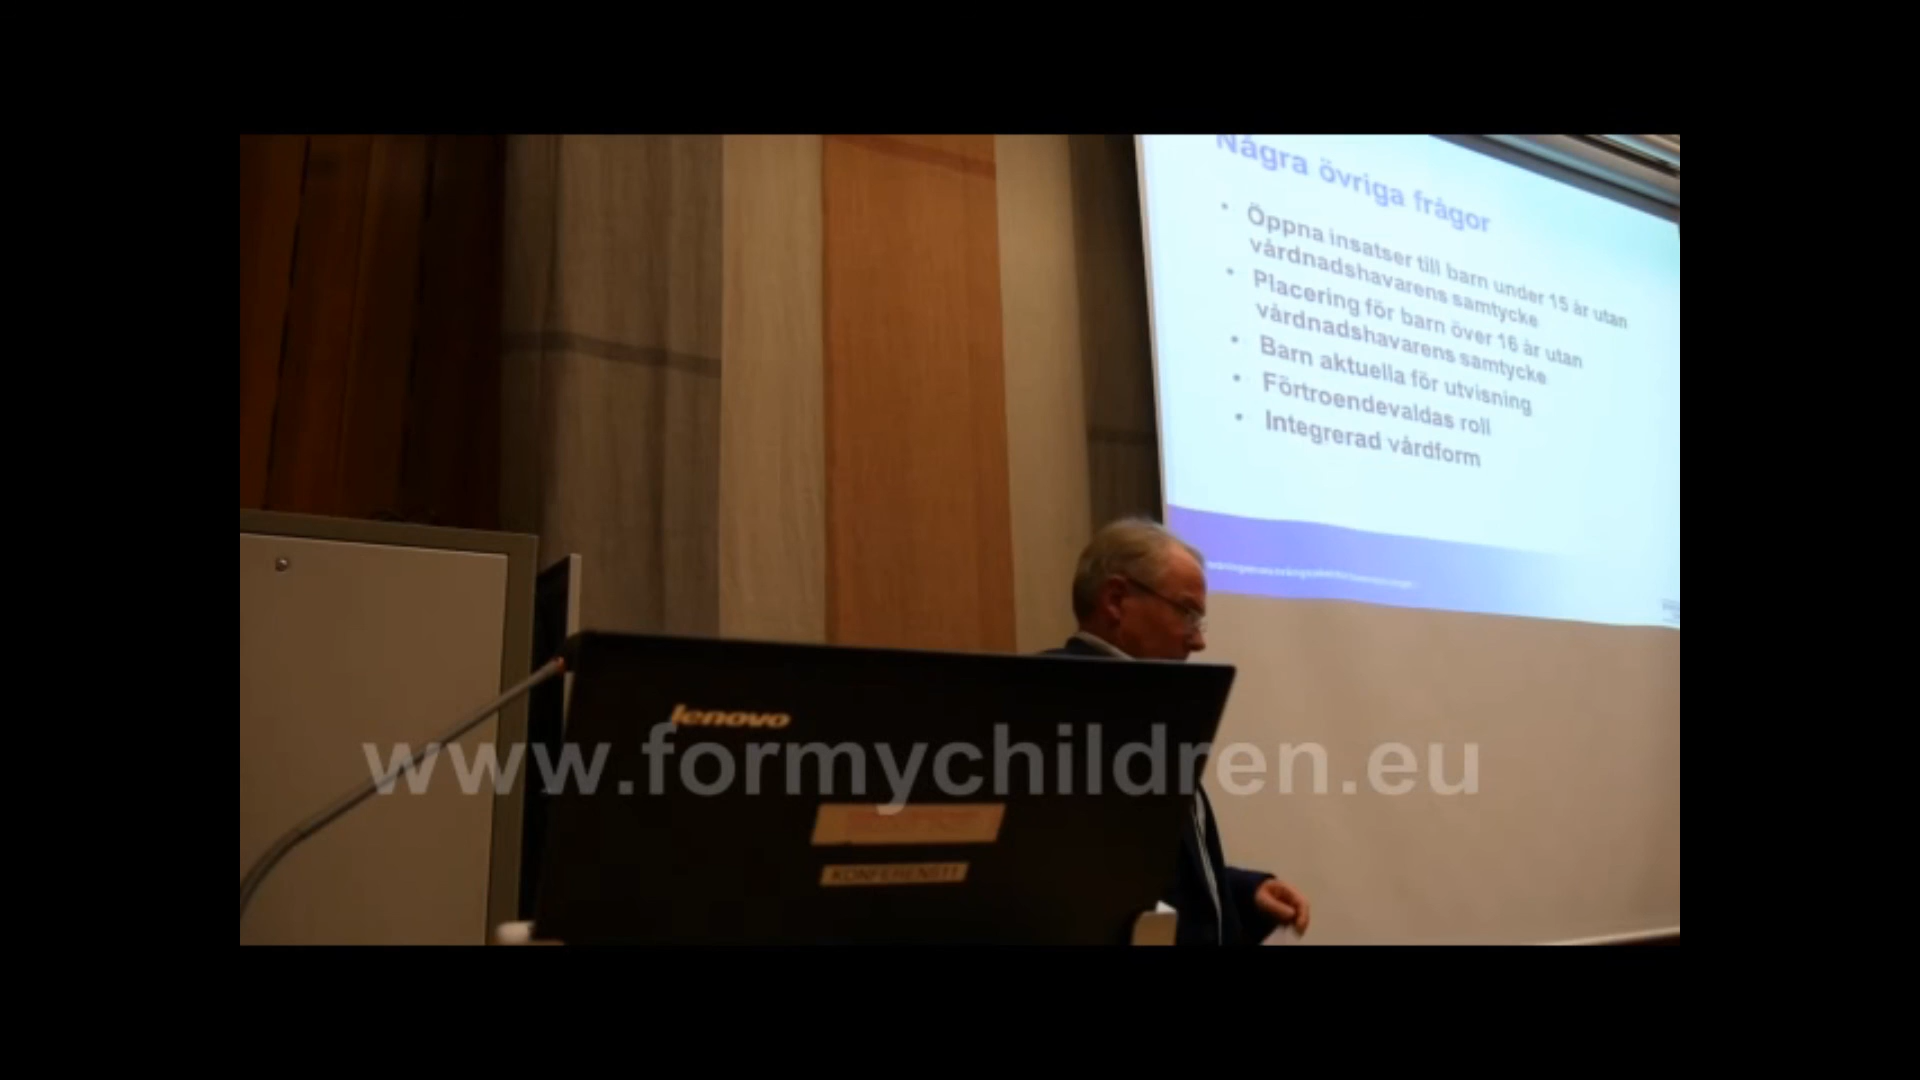 Några övriga frågor
• Öppna insatser till barn under 15 år utan
vårdnadshavarens samtycke
• Placering för barn över 16 år utan
vårdnadshavarens samtycke
• Barn aktuella för utvisning
• Förtroendevaldas roll
• Integrerad vårdform
lenovo
www.formychildren.eu
KONFERENS11